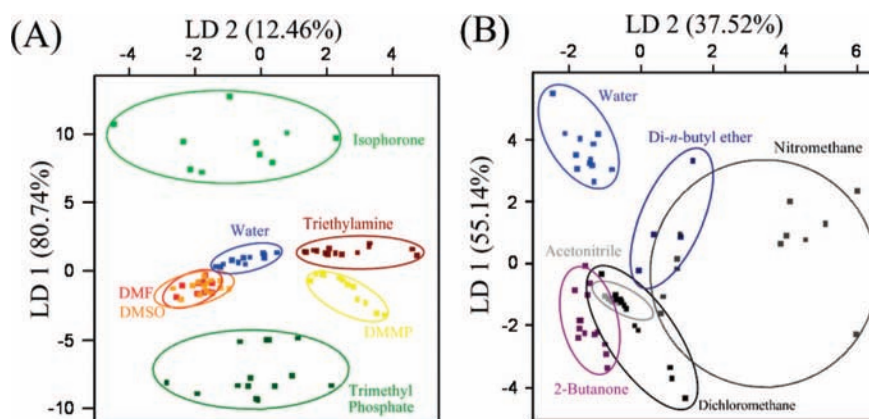 (A)
LD 2 (12.46%)
-4
-2
0
2
4
LD 1 (80.74%)
10
5
0
-5
-10
Isophorone
Water
Triethylamine
DMF
DMSO
DMMP
Trimethyl
Phosphate
(B)
LD 2 (37.52%)
-2
0
2
4
6
LD 1 (55.14%)
4
2
0
-2
-4
Water
Di-n-butyl ether
Nitromethane
Acetonitrile
2-Butanone
Dichloromethane